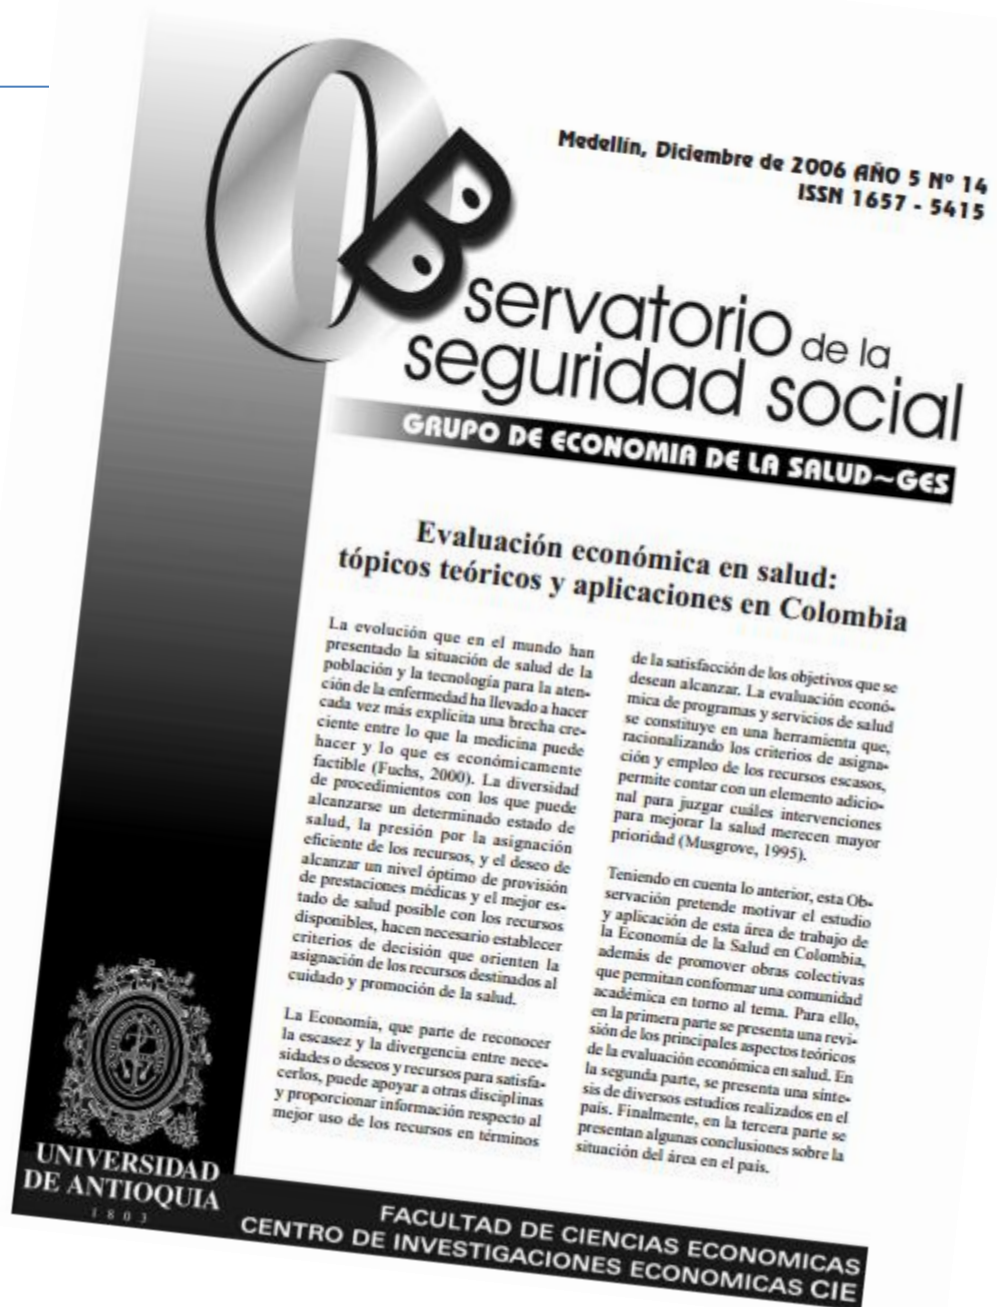 Medellín, Diciembre de 2006 AÑO 5 Nº 14
ISSN 1657 - 5415
OBservatorio de la
seguridad social
GRUPO DE ECONOMIA DE LA SALUD~GES
Evaluación económica en salud:
tópicos teóricos y aplicaciones en Colombia
La evolución que en el mundo han
presentado la situación de salud de la
población y la tecnología para la aten-
ción de la enfermedad ha llevado a hacer
cada vez más explícita una brecha cre-
ciente entre lo que la medicina puede
hacer y lo que es económicamente
factible (Fuchs, 2000). La diversidad
de procedimientos con los que puede
alcanzarse un determinado estado de
salud, la presión por la asignación
eficiente de los recursos, y el deseo de
alcanzar un nivel óptimo de provisión
de prestaciones médicas y el mejor es-
tado de salud posible con los recursos
disponibles, hacen necesario establecer
criterios de decisión que orienten la
asignación de los recursos destinados al
cuidado y promoción de la salud.
La Economía, que parte de reconocer
la escasez y la divergencia entre nece-
sidades o deseos y recursos para satisfa-
cerlos, puede apoyar a otras disciplinas
y proporcionar información respecto al
mejor uso de los recursos en términos
de la satisfacción de los objetivos que se
desean alcanzar. La evaluación econó-
mica de programas y servicios de salud
se constituye en una herramienta que,
racionalizando los criterios de asigna-
ción y empleo de los recursos escasos,
permite contar con un elemento adicio-
nal para juzgar cuáles intervenciones
para mejorar la salud merecen mayor
prioridad (Musgrove, 1995).
Teniendo en cuenta lo anterior, esta Ob-
servación pretende motivar el estudio
y aplicación de esta área de trabajo de
la Economía de la Salud en Colombia,
además de promover obras colectivas
que permitan conformar una comunidad
académica en torno al tema. Para ello,
en la primera parte se presenta una revi-
sión de los principales aspectos teóricos
de la evaluación económica en salud. En
la segunda parte, se presenta una sínte-
sis de diversos estudios realizados en el
país. Finalmente, en la tercera parte se
presentan algunas conclusiones sobre la
situación del área en el país.
UNIVERSIDAD
DE ANTIOQUIA
1803
FACULTAD DE CIENCIAS ECONOMICAS
CENTRO DE INVESTIGACIONES ECONOMICAS CIE